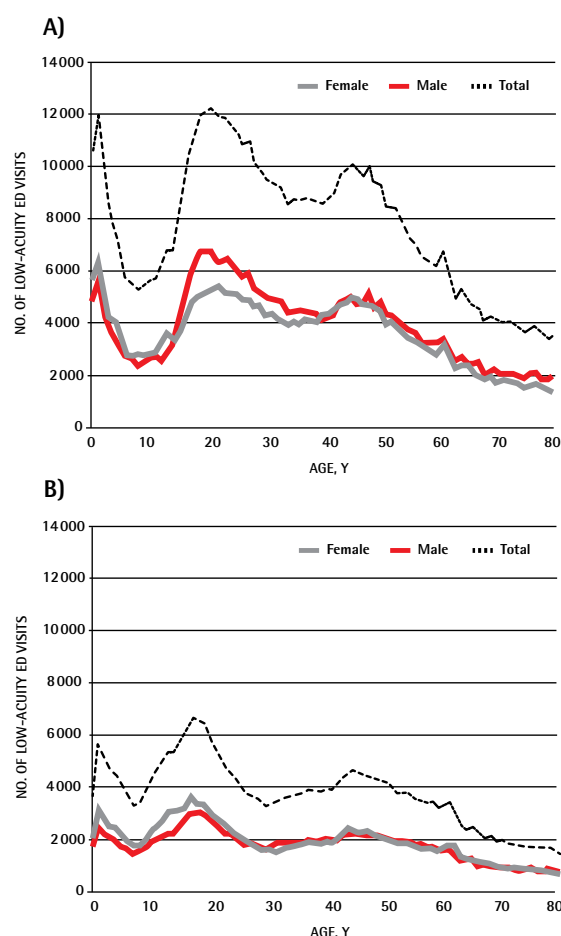 A)
14000
12000
10000
8000
6000
4000
2000
0
NO. OF LOW-ACUITY ED VISITS
Female Male Total
0 10 20 30 40 50 60 70 80
AGE, Y
B)
14000
12000
10000
8000
6000
4000
2000
0
NO. OF LOW-ACUITY ED VISITS
Female Male Total
0 10 20 30 40 50 60 70 80
AGE, Y